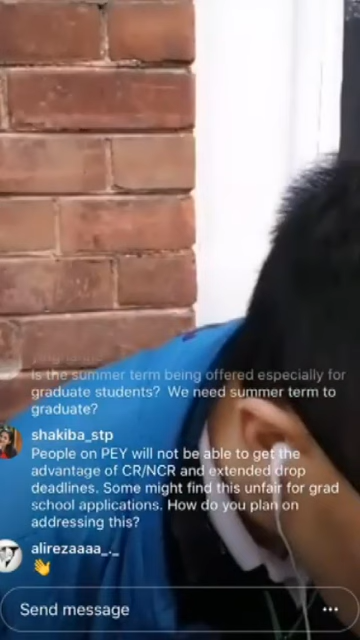 Is the summer term being offered especially for
graduate students? We need summer term to
graduate?
shakiba_stp
People on PEY will not be able to get the
advantage of CR/NCR and extended drop
deadlines. Some might find this unfair for grad
school applications. How do you plan on
addressing this?
alirezaaaa_._
👋
Send message